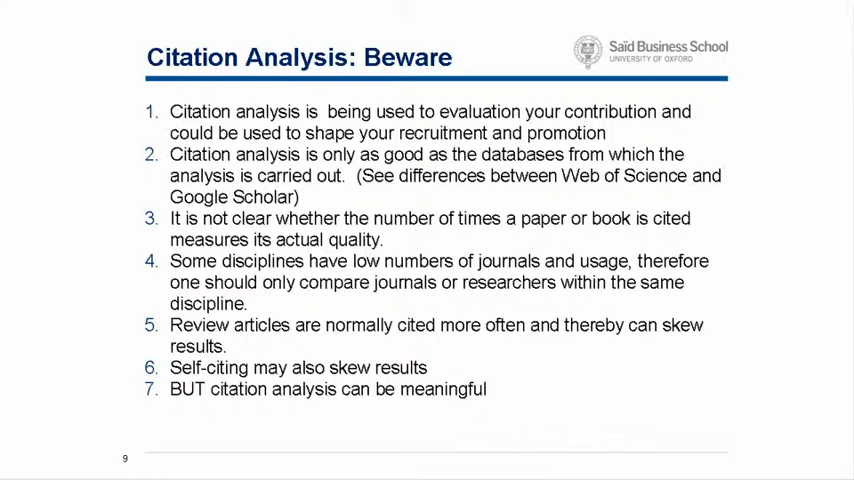 Citation Analysis: Beware
Saïd Business School
UNIVERSITY OF OXFORD
1. Citation analysis is being used to evaluation your contribution and
could be used to shape your recruitment and promotion
2. Citation analysis is only as good as the databases from which the
analysis is carried out. (See differences between Web of Science and
Google Scholar)
3. It is not clear whether the number of times a paper or book is cited
measures its actual quality.
4. Some disciplines have low numbers of journals and usage, therefore
one should only compare journals or researchers within the same
discipline.
5. Review articles are normally cited more often and thereby can skew
results.
6. Self-citing may also skew results
7. BUT citation analysis can be meaningful
9